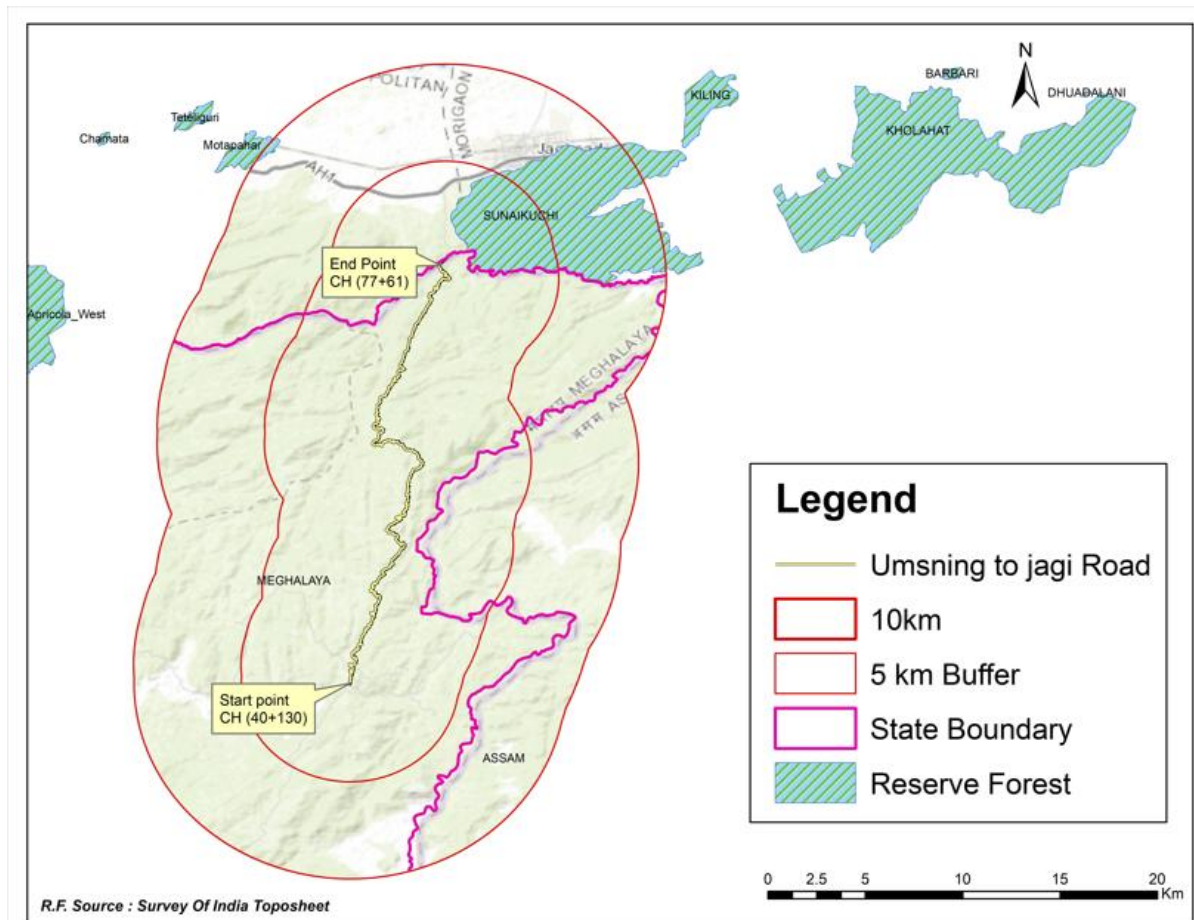 POLITAN
MORIGAON
N
BARBARI
DHUADALANI
KILING
KHOLAHAT
Teteliguri
Chamata
Motapahar
AH1
SUNAIKUCHI
End Point
CH (77+61)
Apricola_West
MEGHALAYA
MEGHALAYA
Start point
CH (40+130)
ASSAM
Legend
Umsning to jagi Road
10km
5 km Buffer
State Boundary
Reserve Forest
0 2.5 5 10 15 20
Km
R.F. Source : Survey Of India Toposheet